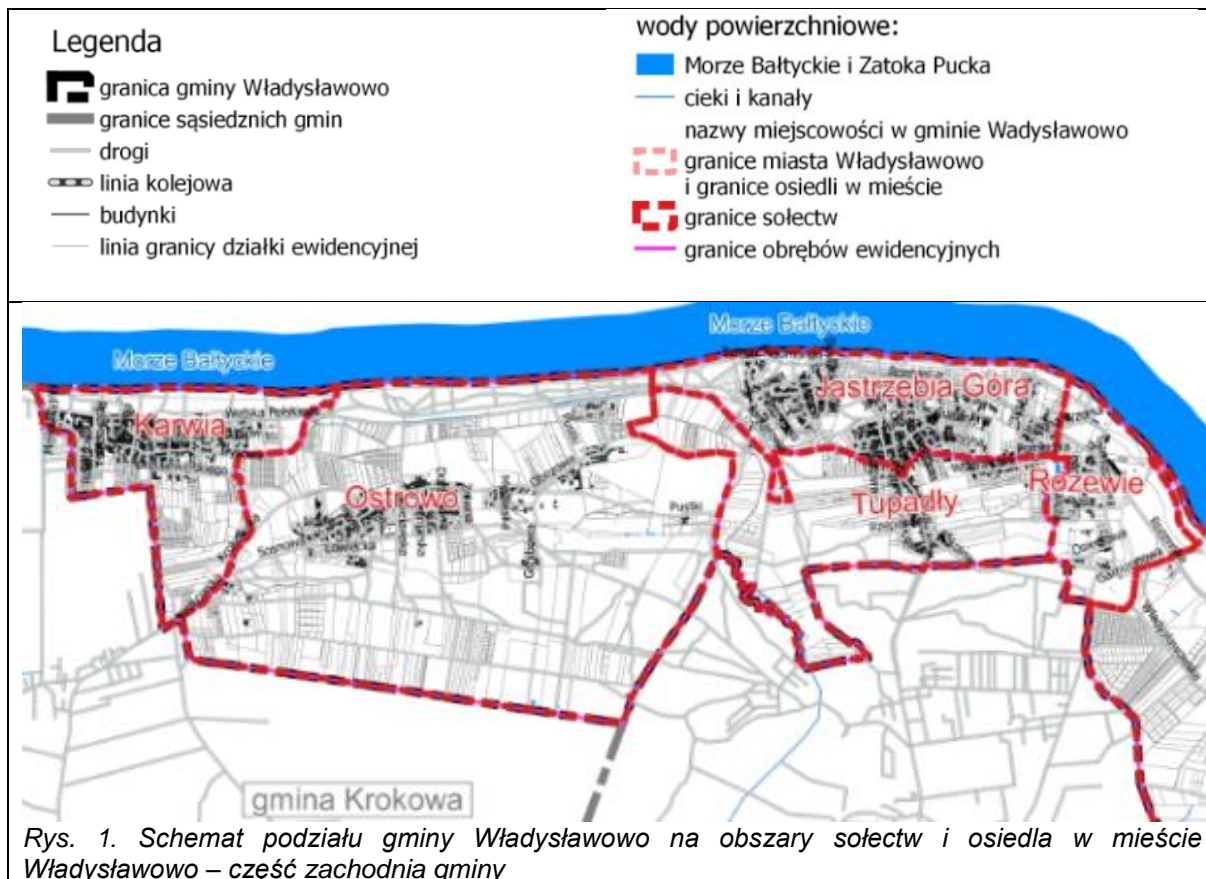 Legenda
granica gminy Władysławowo
granice sąsiednich gmin
drogi
linia kolejowa
budynki
linia granicy działki ewidencyjnej
wody powierzchniowe:
Morze Bałtyckie i Zatoka Pucka
cieki i kanały
nazwy miejscowości w gminie Wadysławowo
granice miasta Władysławowo
i granice osiedli w mieście
granice sołectw
granice obrębów ewidencyjnych
Morze Bałtyckie
Morze Bałtyckie
Jastrzębia Góra
Karwia
Ostrowo
Tupadły
Rozewie
Pustki
gmina Krokowa
Rys. 1. Schemat podziału gminy Władysławowo na obszary sołectw i osiedla w mieście
Władysławowo – część zachodnia gminy